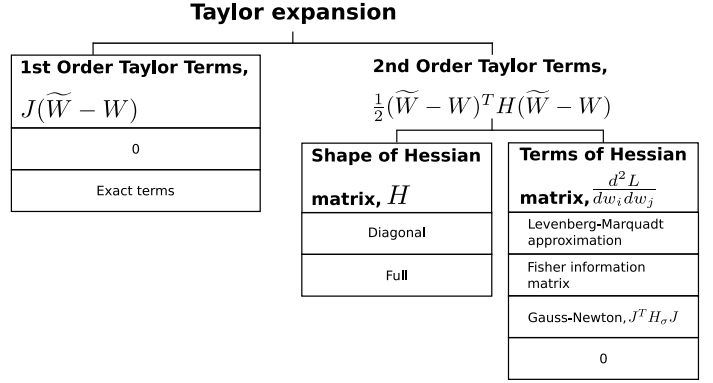 Taylor expansion
1st Order Taylor Terms,
J(W̃ − W)
0
Exact terms
2nd Order Taylor Terms,
½(W̃ − W)ᵀ H(W̃ − W)
Shape of Hessian
matrix, H
Diagonal
Full
Terms of Hessian
matrix, d²L/dwᵢdwⱼ
Levenberg-Marquadt
approximation
Fisher information
matrix
Gauss-Newton, JᵀH_σJ
0